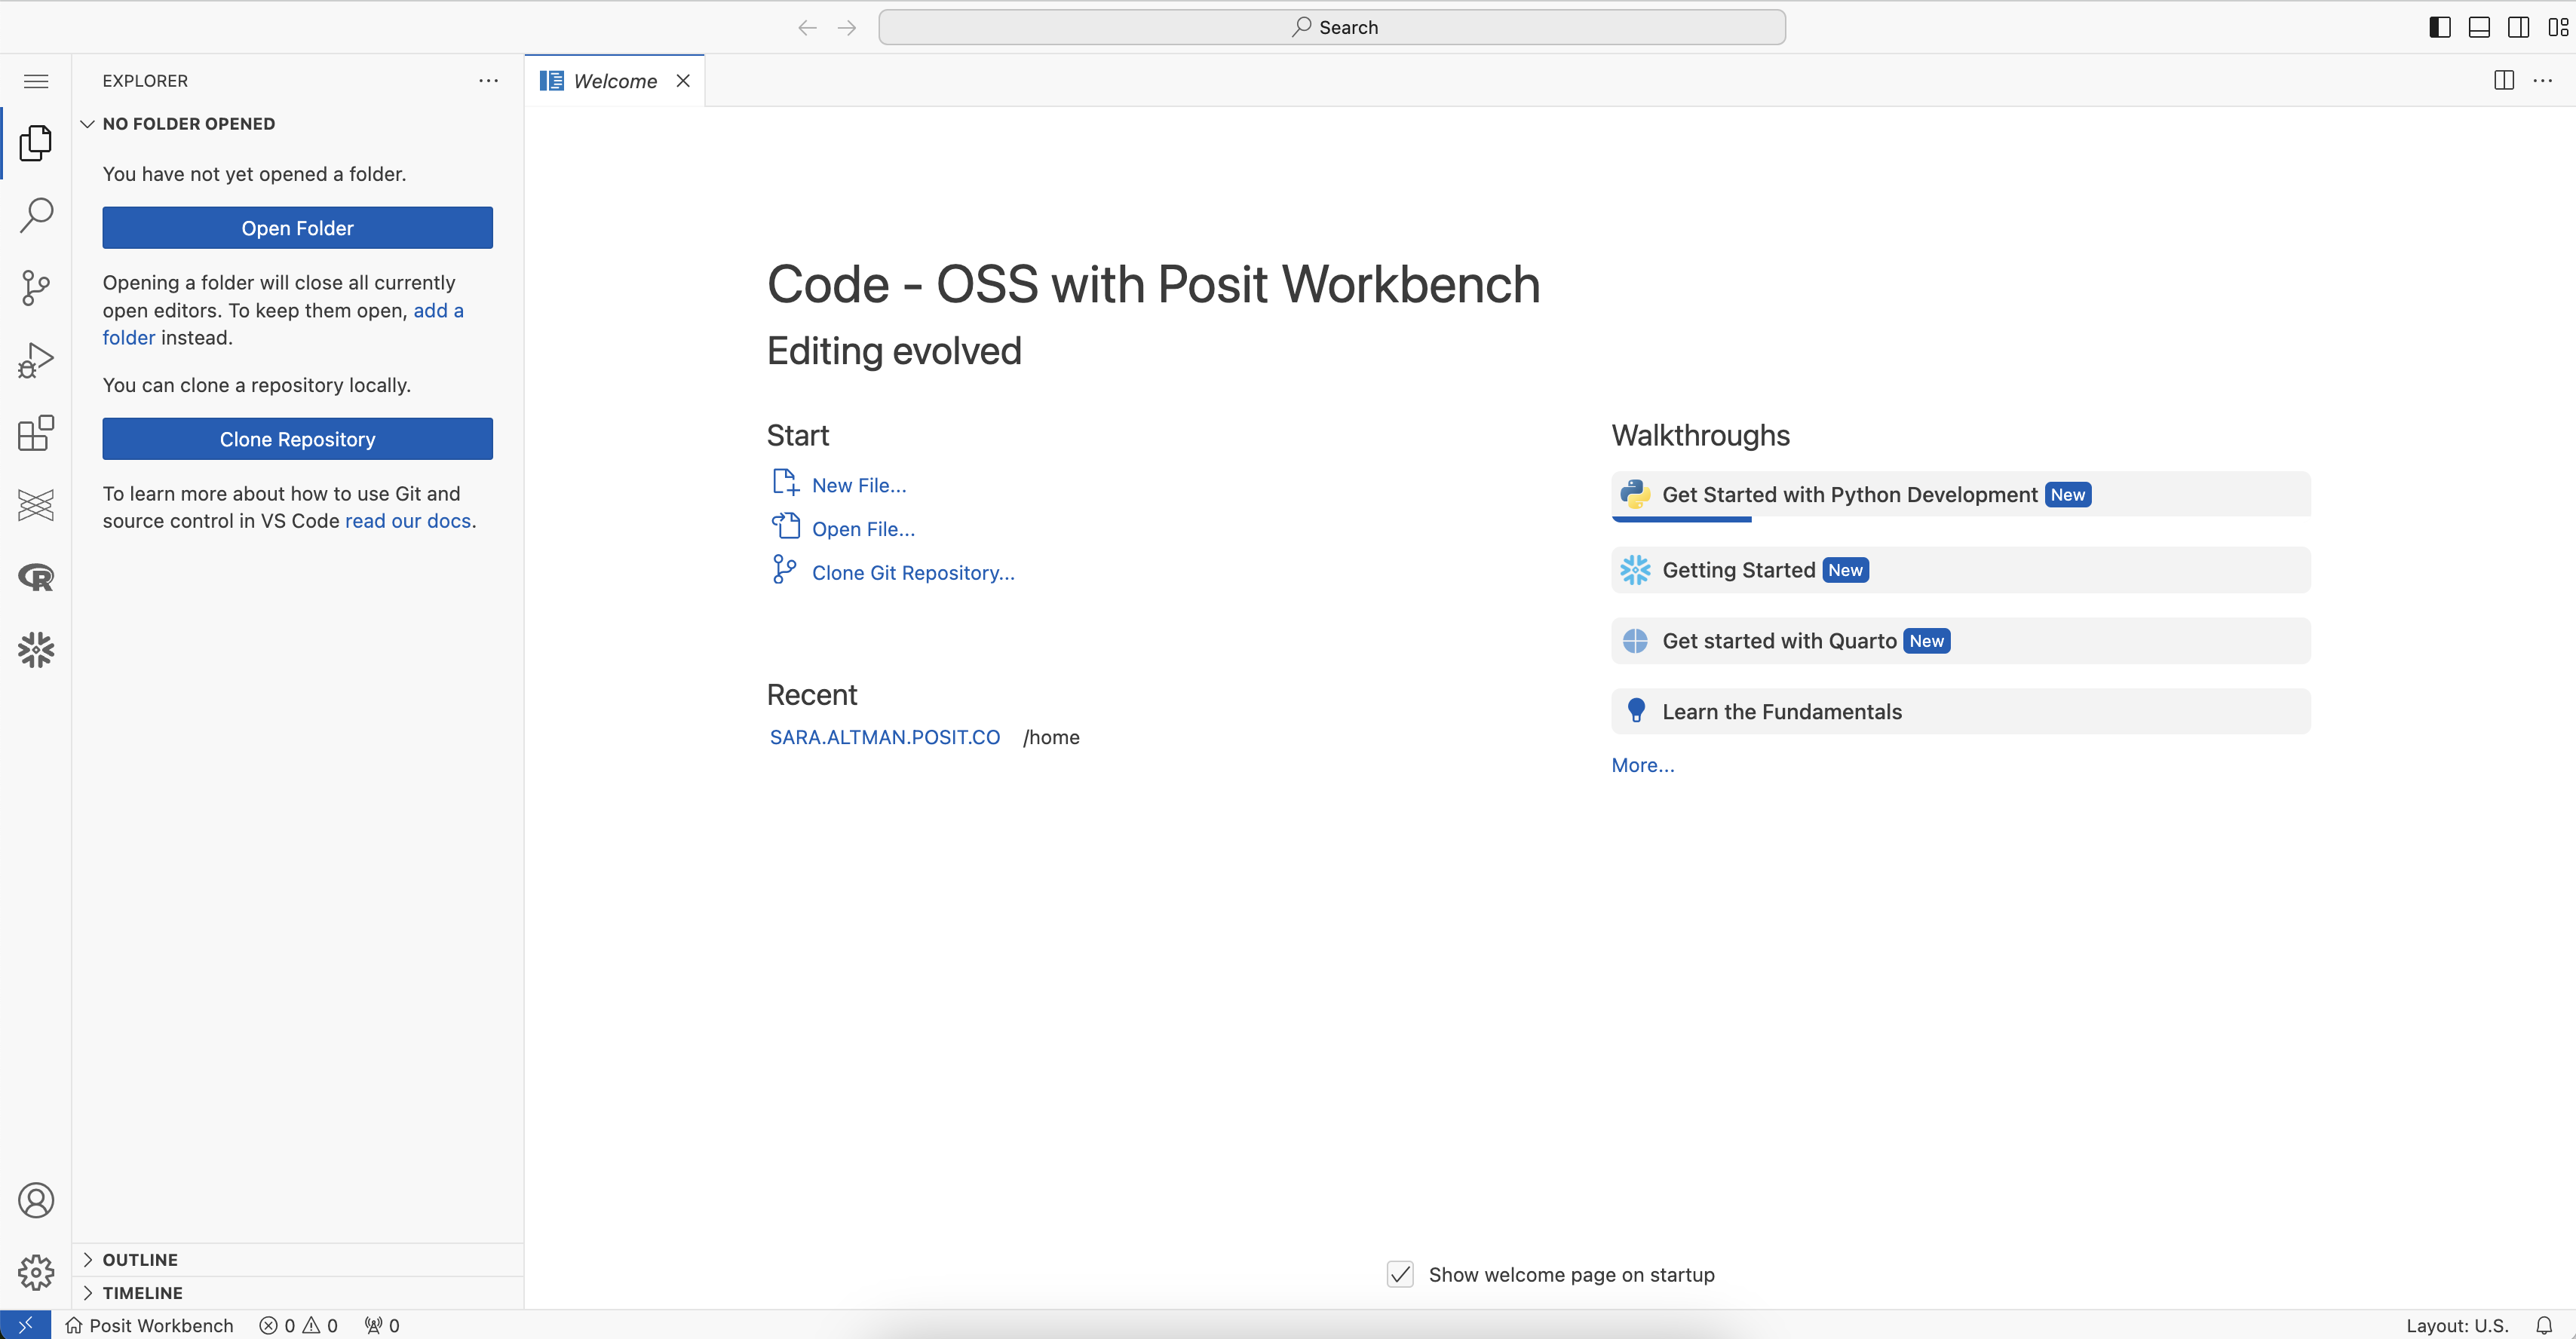 Search
EXPLORER
Welcome
NO FOLDER OPENED
You have not yet opened a folder.
Open Folder
Opening a folder will close all currently
open editors. To keep them open, add a
folder instead.
You can clone a repository locally.
Clone Repository
To learn more about how to use Git and
source control in VS Code read our docs.
OUTLINE
TIMELINE
Code - OSS with Posit Workbench
Editing evolved
Start
New File...
Open File...
Clone Git Repository...
Recent
SARA.ALTMAN.POSIT.CO /home
Walkthroughs
Get Started with Python Development New
Getting Started New
Get started with Quarto New
Learn the Fundamentals
More...
Show welcome page on startup
Posit Workbench 0 0 0
Layout: U.S.